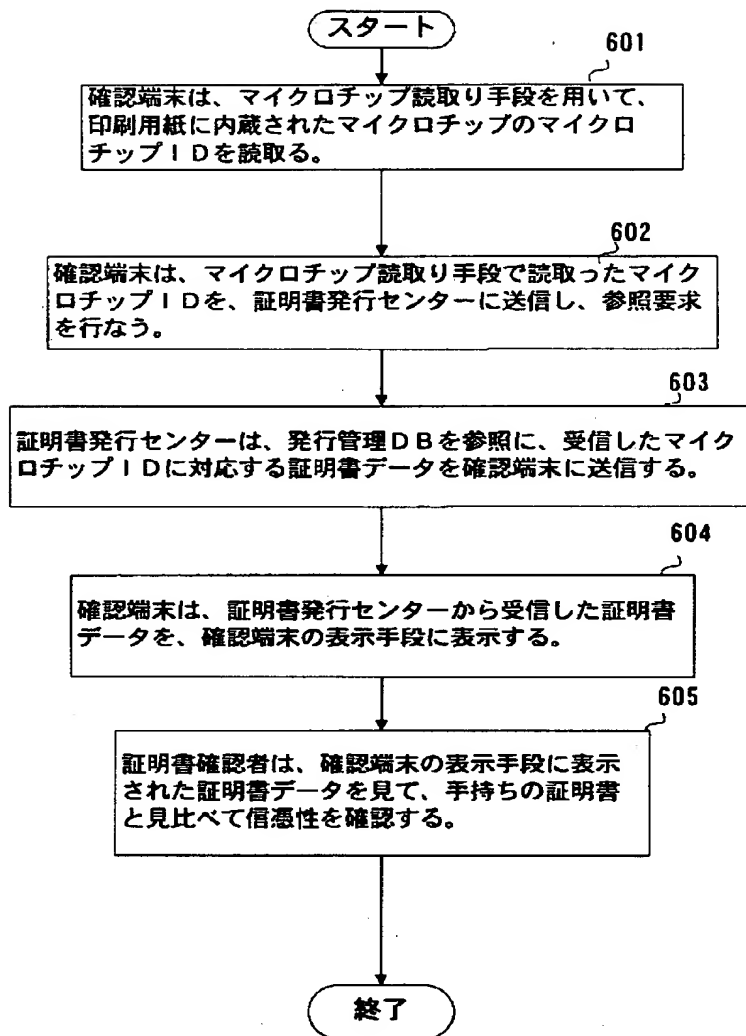 スタート
601
確認端末は、マイクロチップ読取り手段を用いて、
印刷用紙に内蔵されたマイクロチップのマイクロ
チップIDを読取る。
602
確認端末は、マイクロチップ読取り手段で読取ったマイク
ロチップIDを、証明書発行センターに送信し、参照要求
を行なう。
603
証明書発行センターは、発行管理DBを参照に、受信したマイク
ロチップIDに対応する証明書データを確認端末に送信する。
604
確認端末は、証明書発行センターから受信した証明書
データを、確認端末の表示手段に表示する。
605
証明書確認者は、確認端末の表示手段に表示
された証明書データを見て、手持ちの証明書
と見比べて信憑性を確認する。
終了